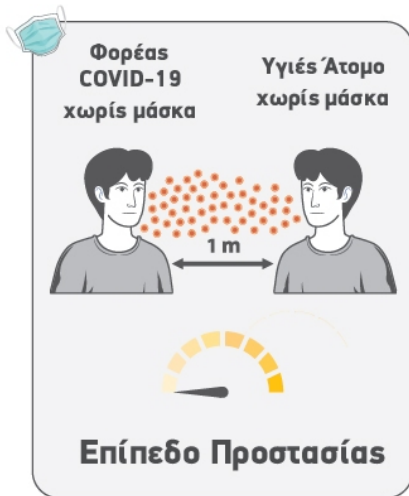 Φορέας
COVID-19
χωρίς μάσκα
Υγιές Άτομο
χωρίς μάσκα
1 m
Επίπεδο Προστασίας